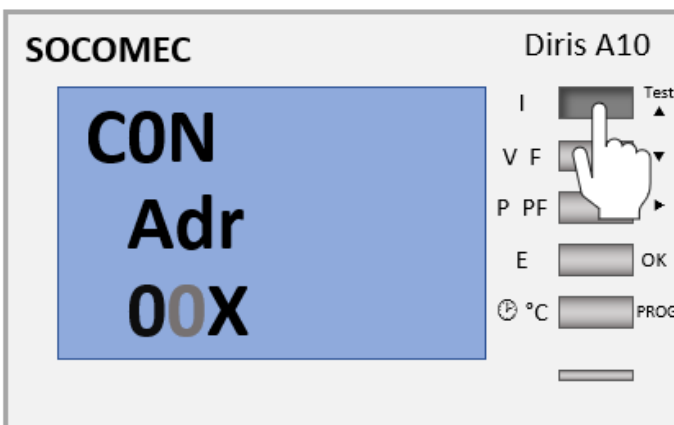 SOCOMEC
Diris A10
C0N
Adr
00X
I
Test
V F
P PF
E
OK
°C
PROG